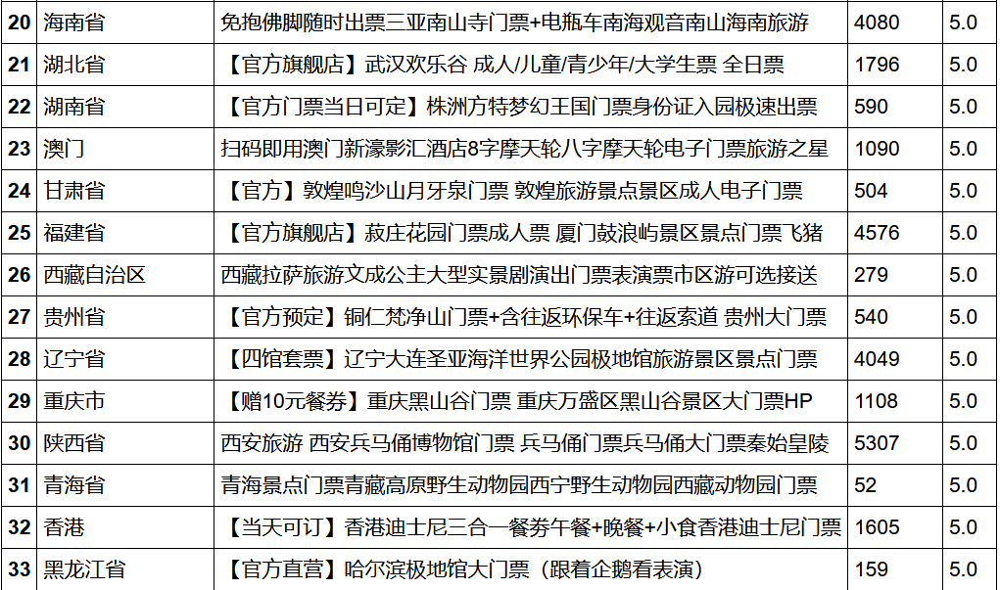 20 海南省 免抱佛脚随时出票三亚南山寺门票+电瓶车南海观音南山海南旅游 4080 5.0
21 湖北省 【官方旗舰店】武汉欢乐谷 成人/儿童/青少年/大学生票 全日票 1796 5.0
22 湖南省 【官方门票当日可定】株洲方特梦幻王国门票身份证入园极速出票 590 5.0
23 澳门 扫码即用澳门新濠影汇酒店8字摩天轮八字摩天轮电子门票旅游之星 1090 5.0
24 甘肃省 【官方】敦煌鸣沙山月牙泉门票 敦煌旅游景点景区成人电子门票 504 5.0
25 福建省 【官方旗舰店】菽庄花园门票成人票 厦门鼓浪屿景区景点门票飞猪 4576 5.0
26 西藏自治区 西藏拉萨旅游文成公主大型实景剧演出门票表演票市区游可选接送 279 5.0
27 贵州省 【官方预定】铜仁梵净山门票+含往返环保车+往返索道 贵州大门票 540 5.0
28 辽宁省 【四馆套票】辽宁大连圣亚海洋世界公园极地馆旅游景区景点门票 4049 5.0
29 重庆市 【赠10元餐券】重庆黑山谷门票 重庆万盛区黑山谷景区大门票HP 1108 5.0
30 陕西省 西安旅游 西安兵马俑博物馆门票 兵马俑门票兵马俑大门票秦始皇陵 5307 5.0
31 青海省 青海景点门票青藏高原野生动物园西宁野生动物园西藏动物园门票 52 5.0
32 香港 【当天可订】香港迪士尼三合一餐劵午餐+晚餐+小食香港迪士尼门票 1605 5.0
33 黑龙江省 【官方直营】哈尔滨极地馆大门票（跟着企鹅看表演） 159 5.0